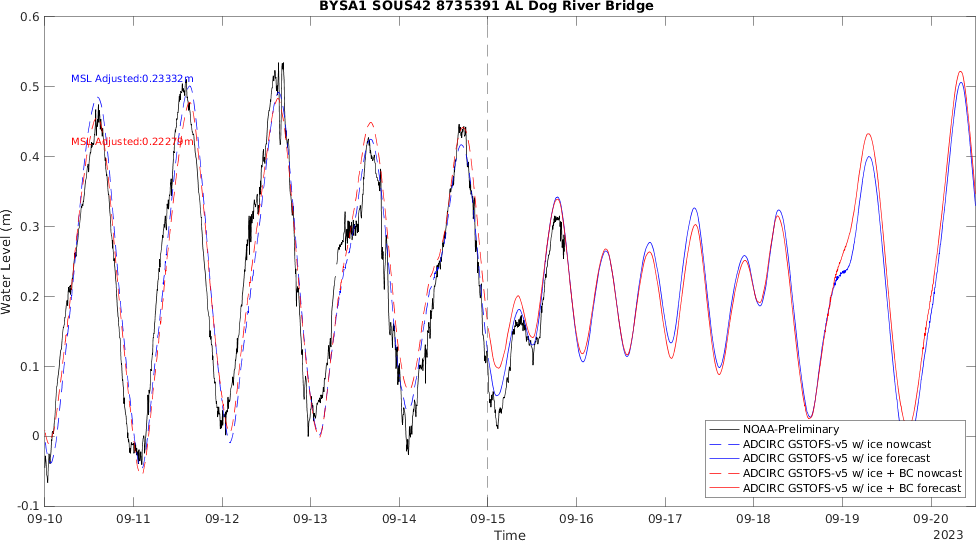 BYSA1 SOUS42 8735391 AL Dog River Bridge
0.6
0.5
0.4
0.3
0.2
0.1
0
-0.1
Water Level (m)
MSL Adjusted:0.23332m
MSL Adjusted:0.22279m
NOAA-Preliminary
ADCIRC GSTOFS-v5 w/ ice nowcast
ADCIRC GSTOFS-v5 w/ ice forecast
ADCIRC GSTOFS-v5 w/ ice + BC nowcast
ADCIRC GSTOFS-v5 w/ ice + BC forecast
09-10 09-11 09-12 09-13 09-14 09-15 09-16 09-17 09-18 09-19 09-20
Time
2023